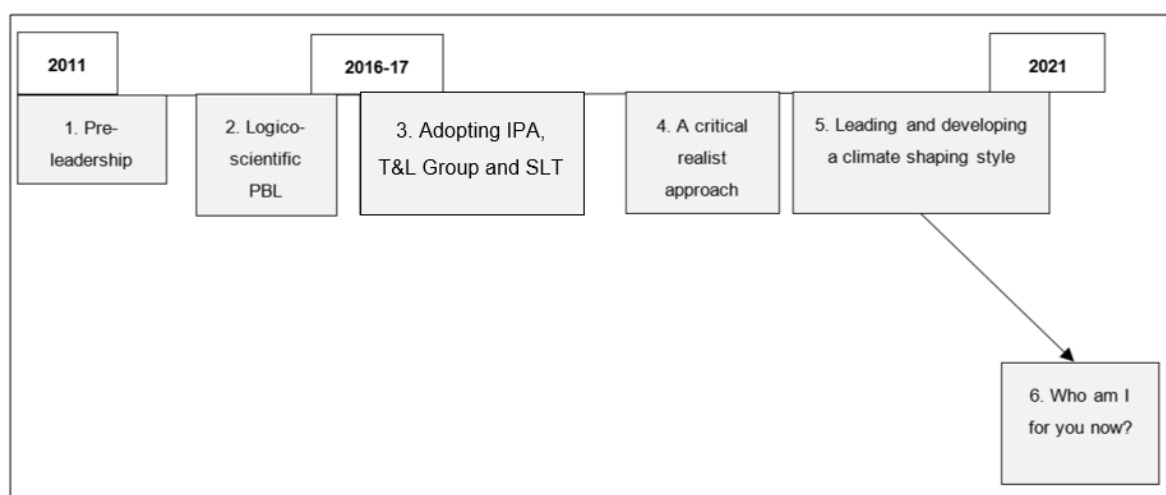 2011
2016-17
2021
1. Pre-
leadership
2. Logico-
scientific
PBL
3. Adopting IPA,
T&L Group and SLT
4. A critical
realist
approach
5. Leading and developing
a climate shaping style
6. Who am I
for you now?